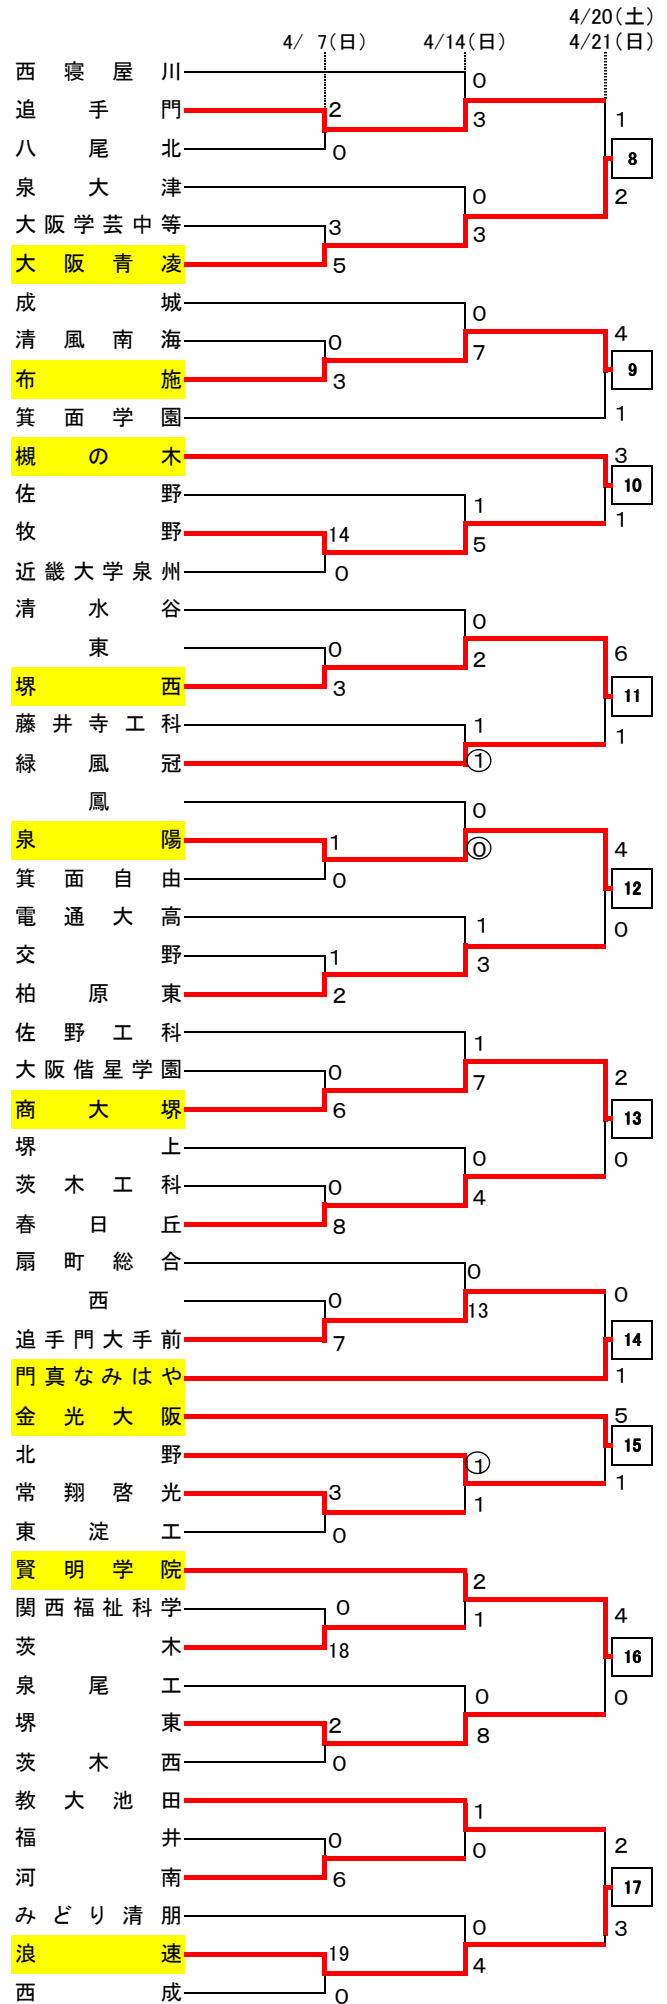 4/20(土)
4/ 7(日) 4/14(日) 4/21(日)
西寝屋川 0
追手門 2 3 1
八尾北 0 8
泉大津 0 2
大阪学芸中等 3 3
大阪青凌 5
成城 0
清風南海 0 7 4
布施 3 9
箕面学園 1
槻の木 3
佐野 1 10
牧野 14 5 1
近畿大学泉州 0
清水谷 0
東 0 2 6
堺西 3 11
藤井寺工科 1 1
緑風冠 1
鳳 0
泉陽 1 0 4
箕面自由 0 12
電通大高 1 0
交野 1 3
柏原東 2
佐野工科 1
大阪偕星学園 0 7 2
商大堺 6 13
堺上 0 0
茨木工科 0 4
春日丘 8
扇町総合 0
西 0 13 0
追手門大手前 7 14
門真なみはや 1
金光大阪 5
北野 1 15
常翔啓光 3 1 1
東淀工 0
賢明学院 2
関西福祉科学 0 1 4
茨木 18 16
泉尾工 0 0
堺東 2 8
茨木西 0
教大池田 1
福井 0 0 2
河南 6 17
みどり清朋 0 3
浪速 19 4
西成 0